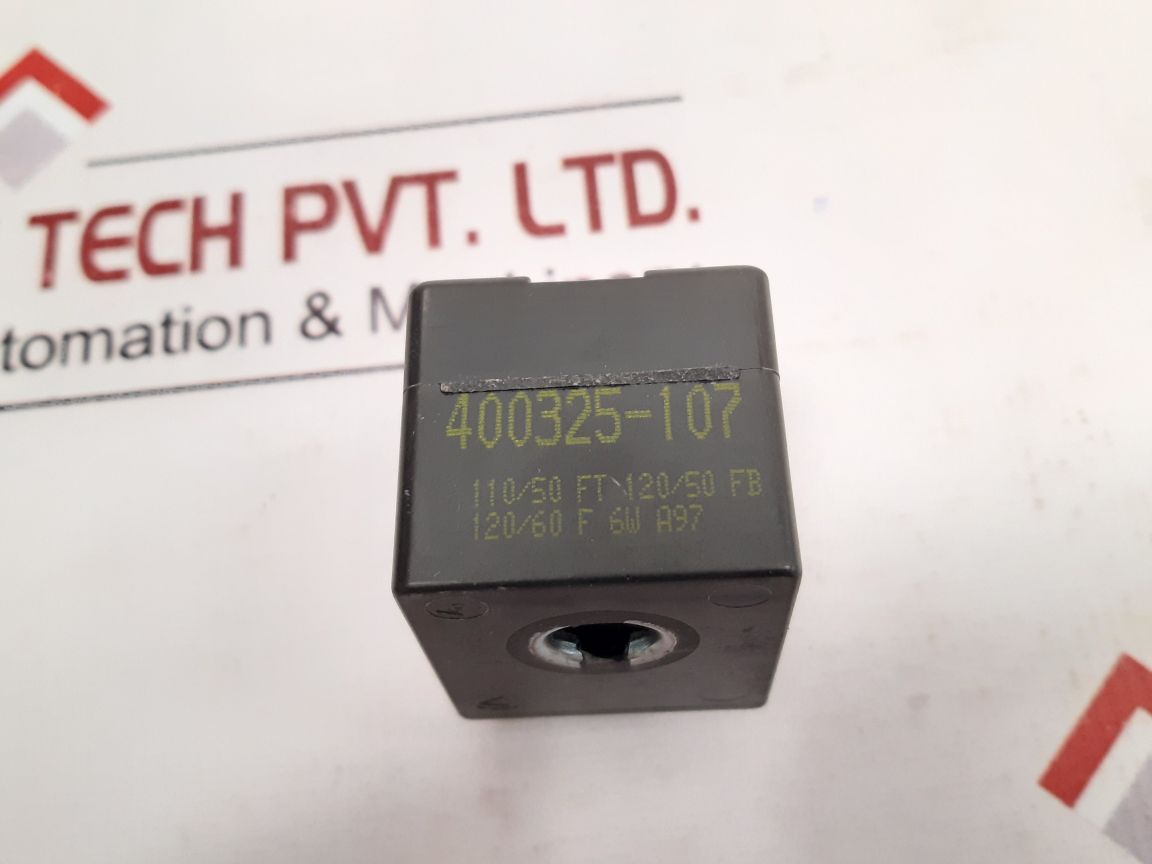 TECH PVT. LTD.
tomation & M
400325-107
110/50 FT 120/50 FB
120/60 F 6W A97